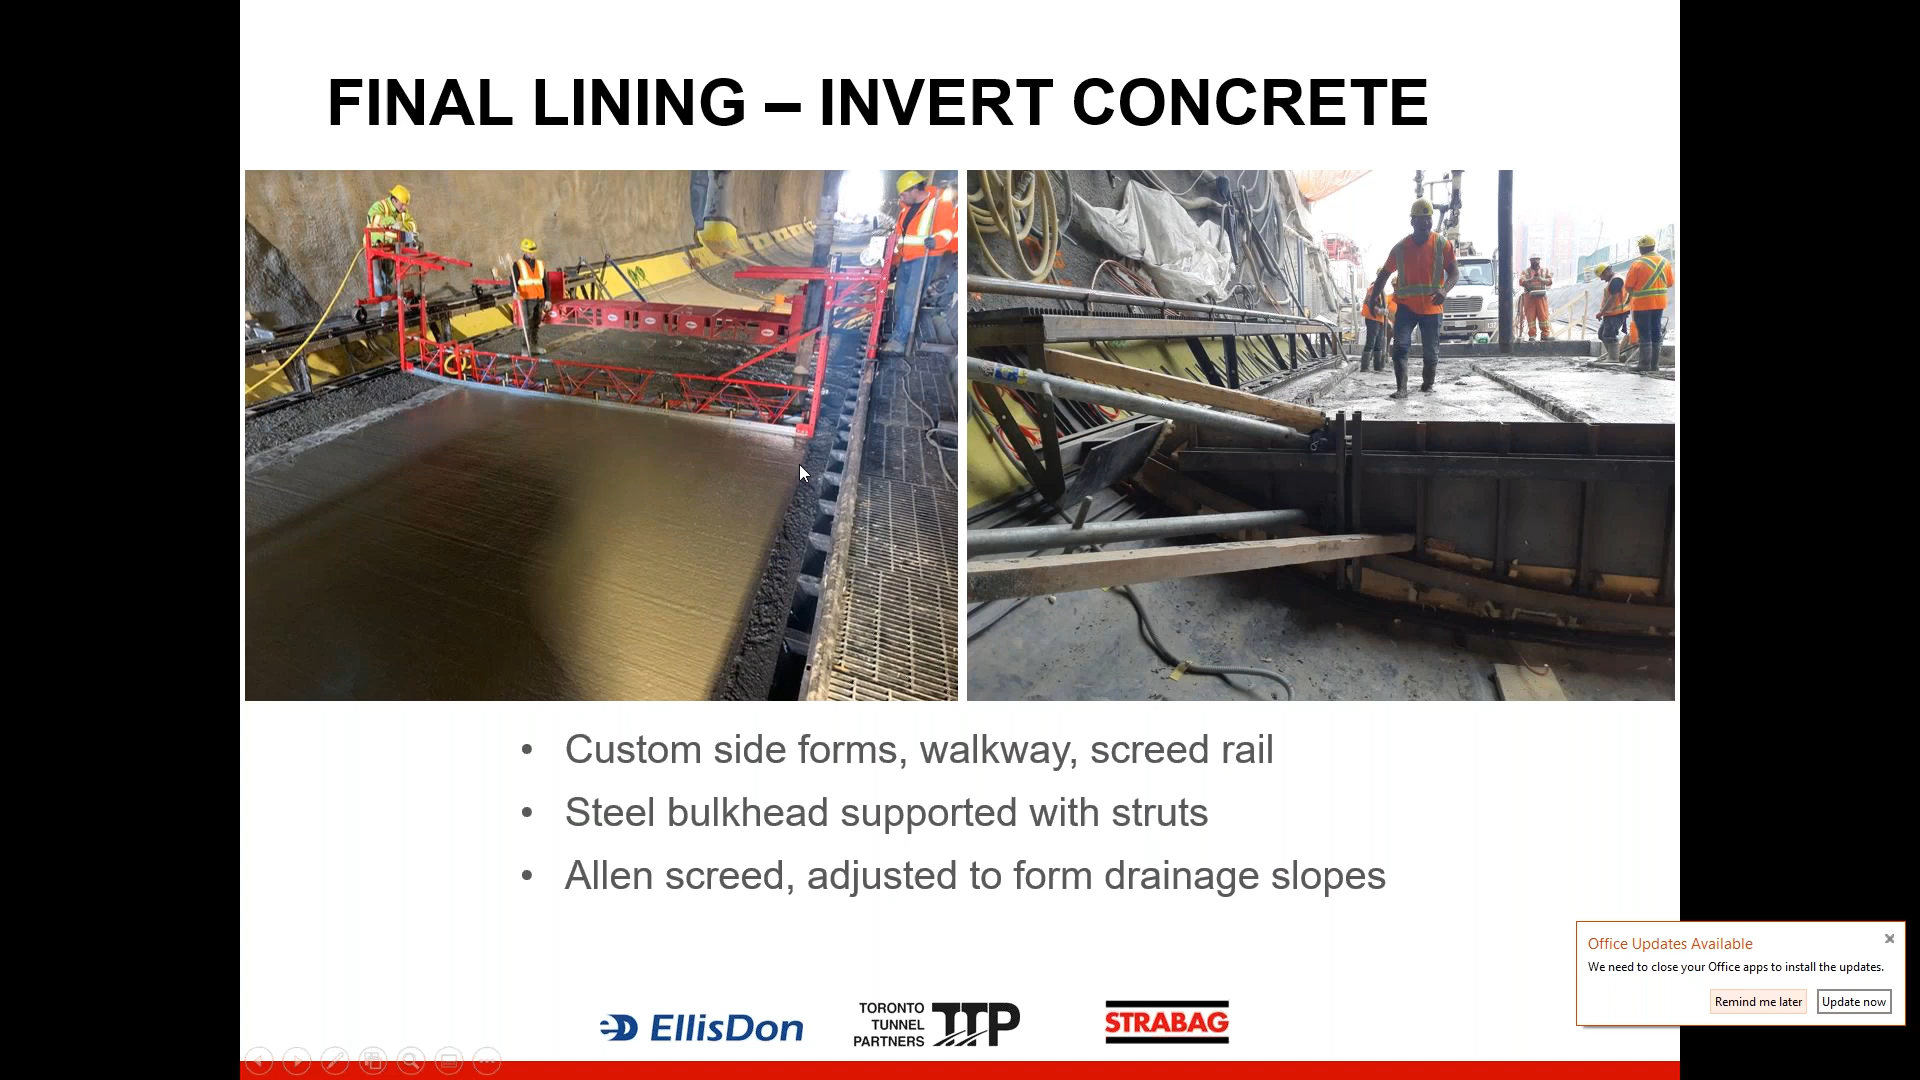 FINAL LINING – INVERT CONCRETE
• Custom side forms, walkway, screed rail
• Steel bulkhead supported with struts
• Allen screed, adjusted to form drainage slopes
Office Updates Available
We need to close your Office apps to install the updates.
Remind me later
Update now
EllisDon
TORONTO
TUNNEL
PARTNERS
TTP
STRABAG